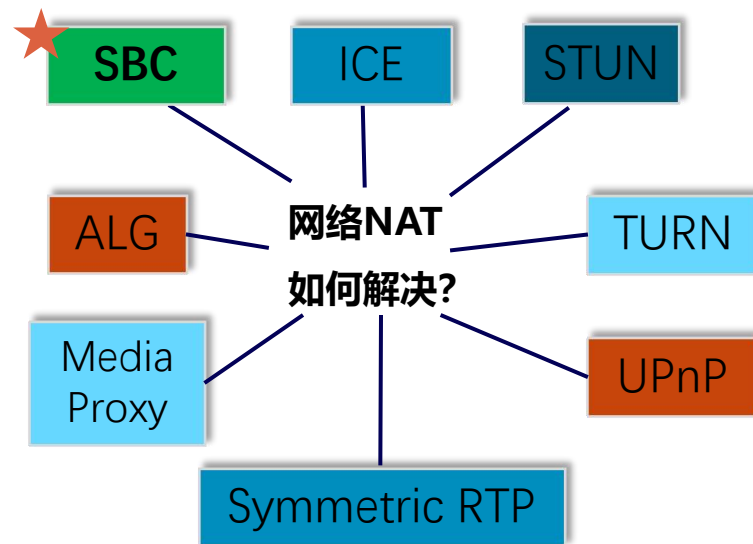 SBC
ICE
STUN
ALG
网络NAT
如何解决?
TURN
Media
Proxy
UPnP
Symmetric RTP